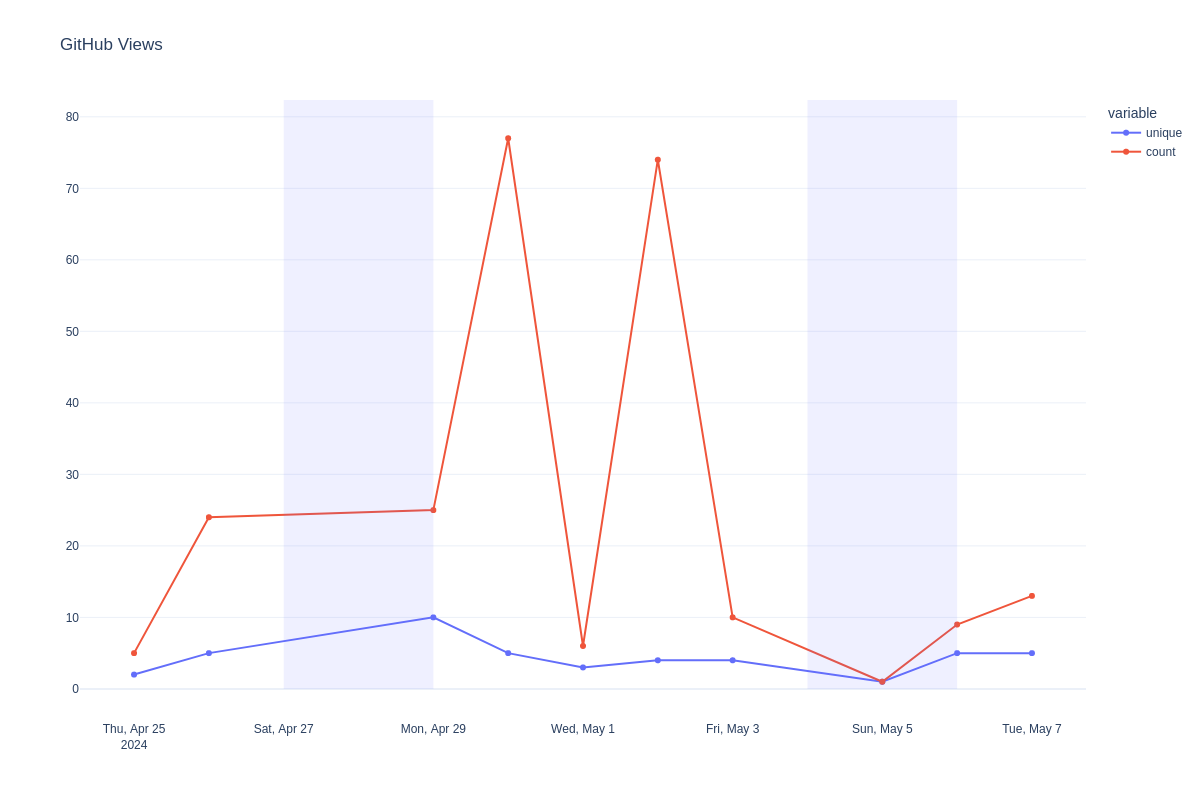 GitHub Views
variable
unique
count
80
70
60
50
40
30
20
10
0
Thu, Apr 25
2024
Sat, Apr 27
Mon, Apr 29
Wed, May 1
Fri, May 3
Sun, May 5
Tue, May 7